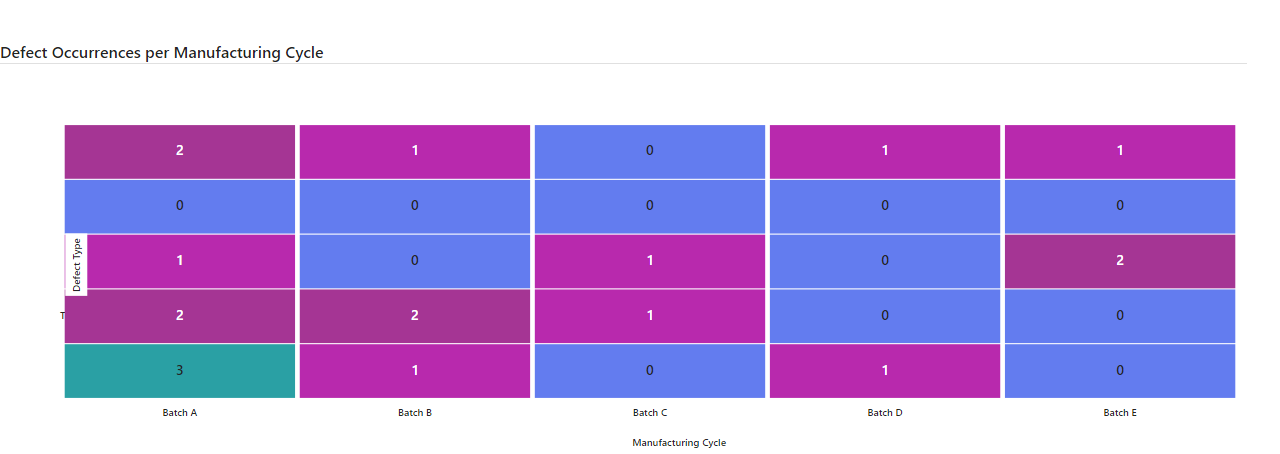 Defect Occurrences per Manufacturing Cycle
2 1 0 1 1
0 0 0 0 0
Defect Type
1 0 1 0 2
T
2 2 1 0 0
3 1 0 1 0
Batch A Batch B Batch C Batch D Batch E
Manufacturing Cycle